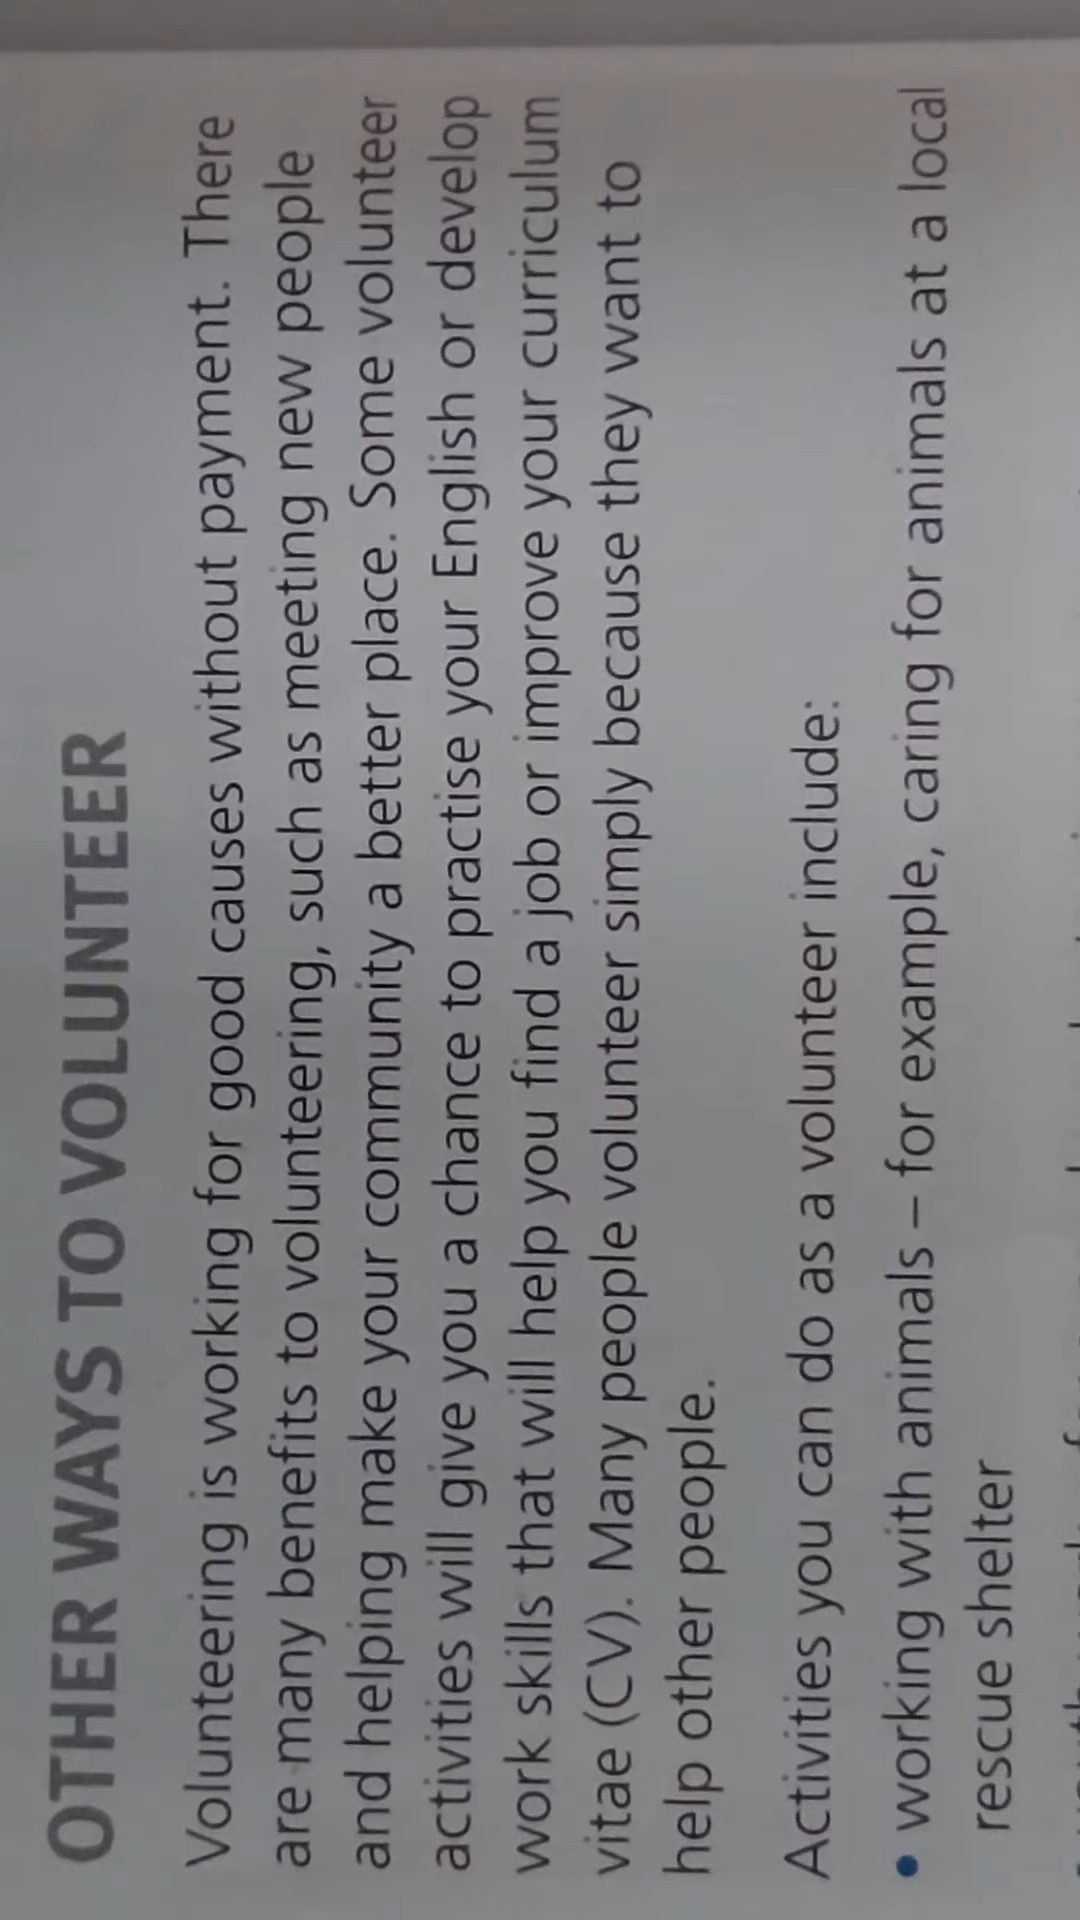 OTHER WAYS TO VOLUNTEER
Volunteering is working for good causes without payment. There
are many benefits to volunteering, such as meeting new people
and helping make your community a better place. Some volunteer
activities will give you a chance to practise your English or develop
work skills that will help you find a job or improve your curriculum
vitae (CV). Many people volunteer simply because they want to
help other people.
Activities you can do as a volunteer include:
• working with animals – for example, caring for animals at a local
rescue shelter